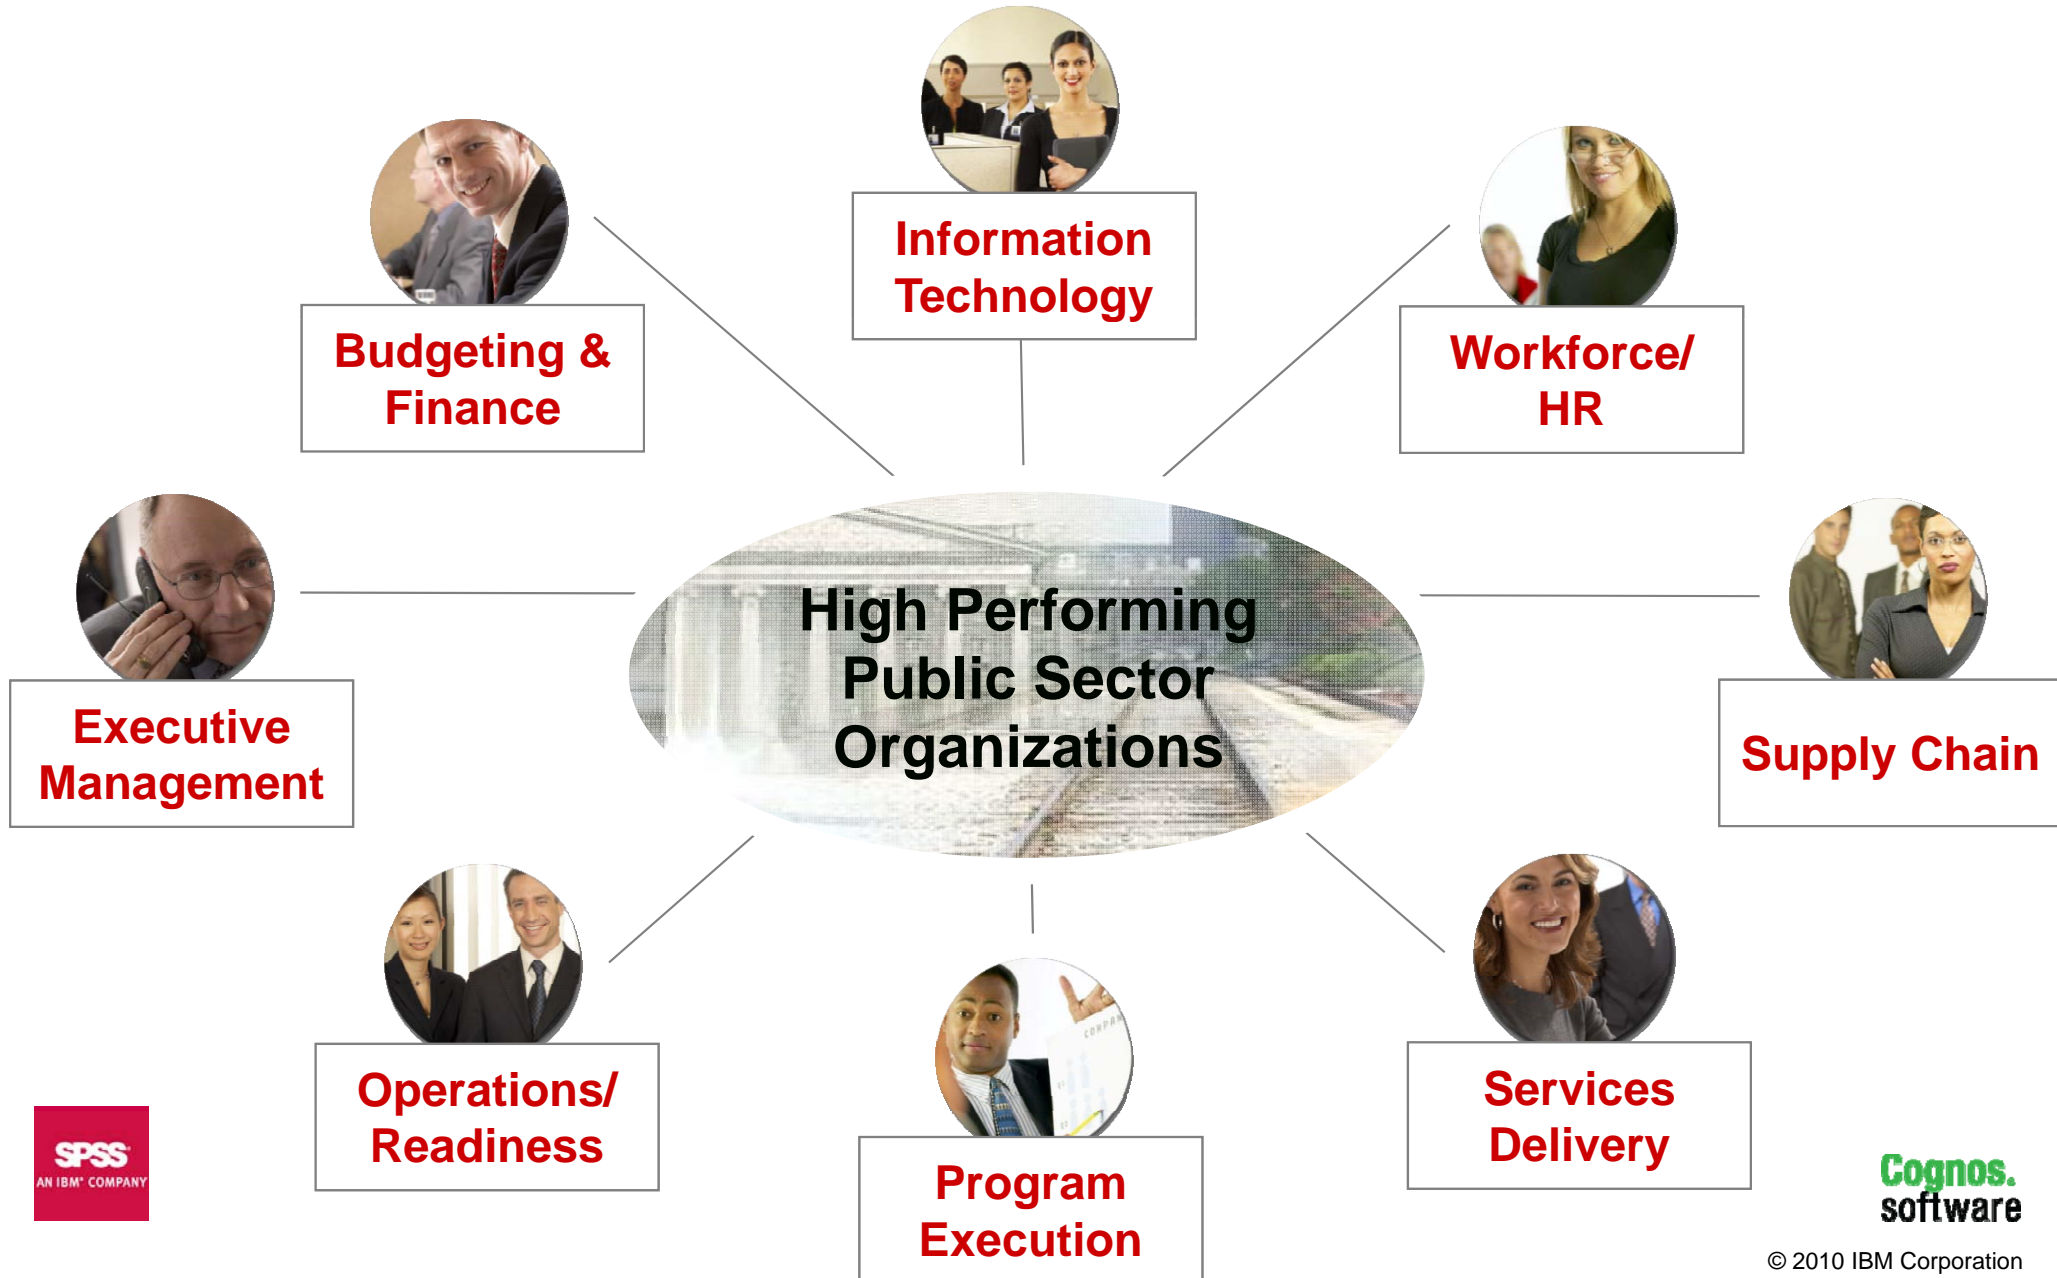 Information
Technology
Budgeting &
Finance
Workforce/
HR
High Performing
Public Sector
Organizations
Executive
Management
Supply Chain
Operations/
Readiness
Services
Delivery
Program
Execution
COMPAN
SPSS
AN IBM® COMPANY
Cognos.
software
© 2010 IBM Corporation